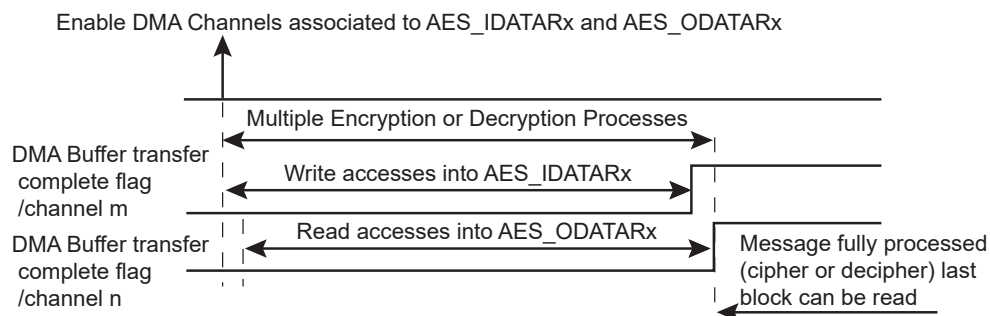 Enable DMA Channels associated to AES_IDATARx and AES_ODATARx
Multiple Encryption or Decryption Processes
DMA Buffer transfer
complete flag
/channel m
Write accesses into AES_IDATARx
Read accesses into AES_ODATARx
DMA Buffer transfer
complete flag
/channel n
Message fully processed
(cipher or decipher) last
block can be read